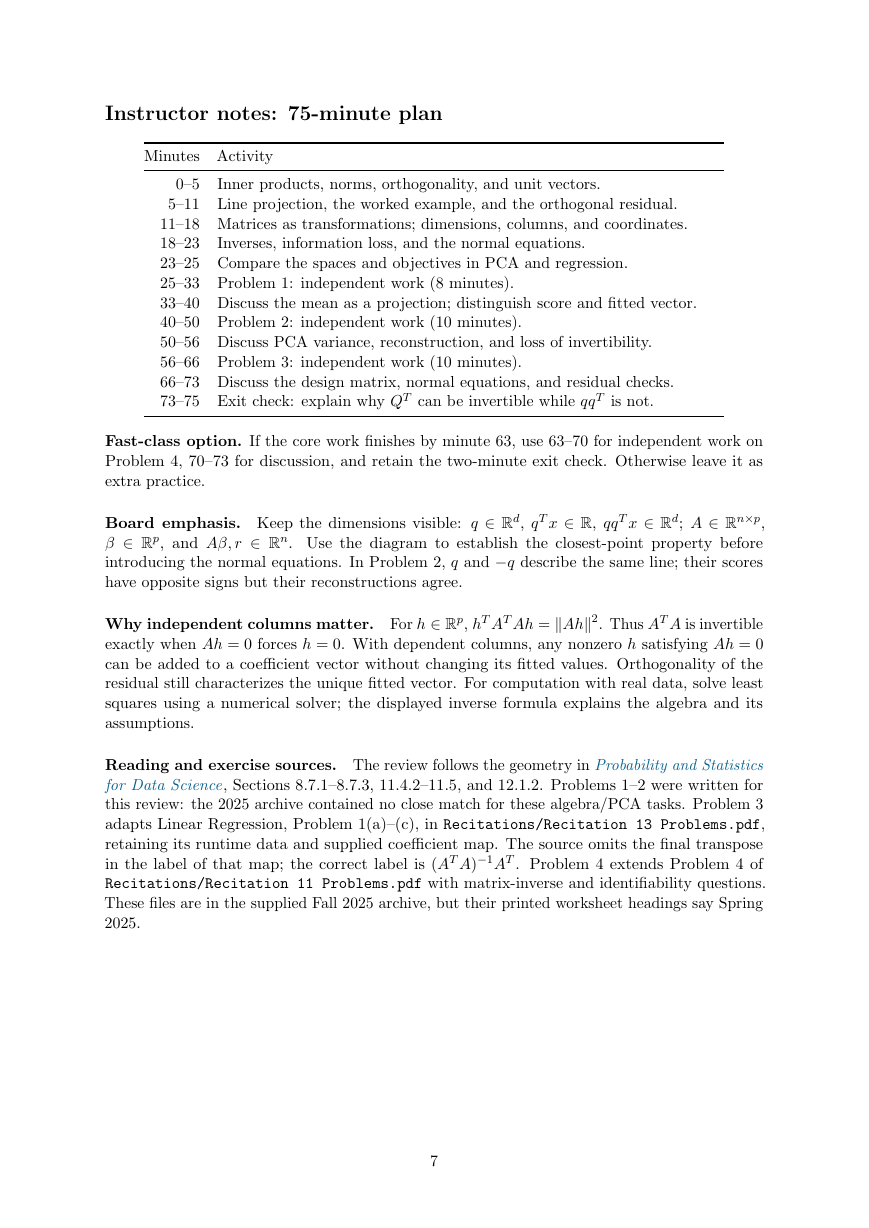 Instructor notes: 75-minute plan
Minutes Activity
0–5 Inner products, norms, orthogonality, and unit vectors.
5–11 Line projection, the worked example, and the orthogonal residual.
11–18 Matrices as transformations; dimensions, columns, and coordinates.
18–23 Inverses, information loss, and the normal equations.
23–25 Compare the spaces and objectives in PCA and regression.
25–33 Problem 1: independent work (8 minutes).
33–40 Discuss the mean as a projection; distinguish score and fitted vector.
40–50 Problem 2: independent work (10 minutes).
50–56 Discuss PCA variance, reconstruction, and loss of invertibility.
56–66 Problem 3: independent work (10 minutes).
66–73 Discuss the design matrix, normal equations, and residual checks.
73–75 Exit check: explain why Qᵀ can be invertible while qqᵀ is not.
Fast-class option. If the core work finishes by minute 63, use 63–70 for independent work on
Problem 4, 70–73 for discussion, and retain the two-minute exit check. Otherwise leave it as
extra practice.
Board emphasis. Keep the dimensions visible: q ∈ ℝᵈ, qᵀx ∈ ℝ, qqᵀx ∈ ℝᵈ; A ∈ ℝⁿˣᵖ,
β ∈ ℝᵖ, and Aβ, r ∈ ℝⁿ. Use the diagram to establish the closest-point property before
introducing the normal equations. In Problem 2, q and −q describe the same line; their scores
have opposite signs but their reconstructions agree.
Why independent columns matter. For h ∈ ℝᵖ, hᵀAᵀAh = ‖Ah‖². Thus AᵀA is invertible
exactly when Ah = 0 forces h = 0. With dependent columns, any nonzero h satisfying Ah = 0
can be added to a coefficient vector without changing its fitted values. Orthogonality of the
residual still characterizes the unique fitted vector. For computation with real data, solve least
squares using a numerical solver; the displayed inverse formula explains the algebra and its
assumptions.
Reading and exercise sources. The review follows the geometry in Probability and Statistics
for Data Science, Sections 8.7.1–8.7.3, 11.4.2–11.5, and 12.1.2. Problems 1–2 were written for
this review: the 2025 archive contained no close match for these algebra/PCA tasks. Problem 3
adapts Linear Regression, Problem 1(a)–(c), in Recitations/Recitation 13 Problems.pdf,
retaining its runtime data and supplied coefficient map. The source omits the final transpose
in the label of that map; the correct label is (AᵀA)⁻¹Aᵀ. Problem 4 extends Problem 4 of
Recitations/Recitation 11 Problems.pdf with matrix-inverse and identifiability questions.
These files are in the supplied Fall 2025 archive, but their printed worksheet headings say Spring
2025.
7